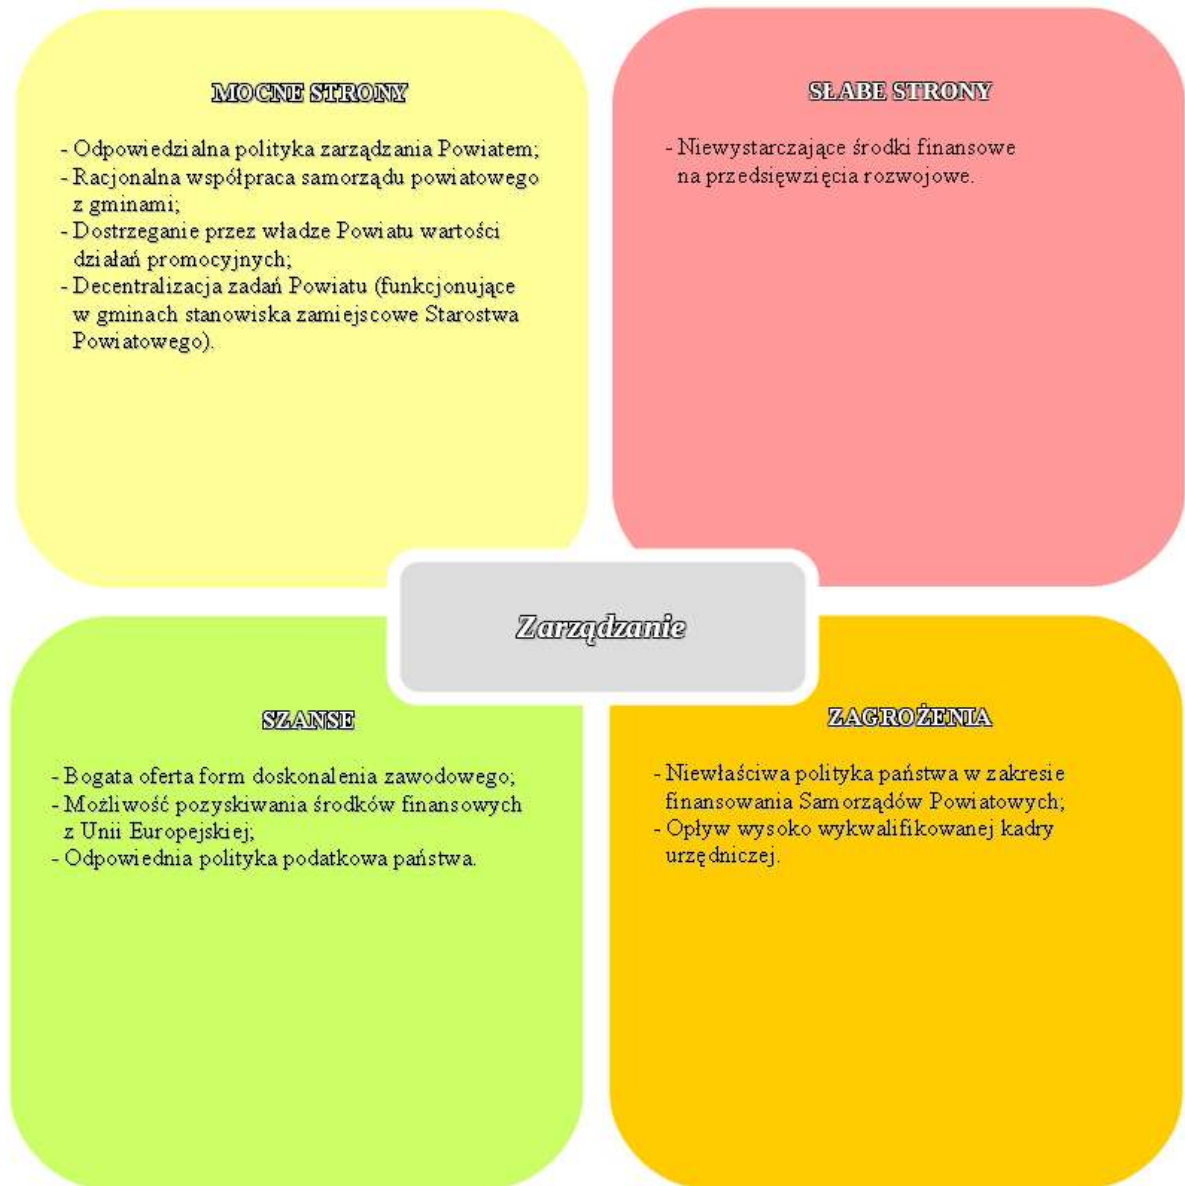 MOCNE STRONY
- Odpowiedzialna polityka zarządzania Powiatem;
- Racjonalna współpraca samorządu powiatowego
z gminami;
- Dostrzeganie przez władze Powiatu wartości
działań promocyjnych;
- Decentralizacja zadań Powiatu (funkcjonujące
w gminach stanowiska zamiejscowe Starostwa
Powiatowego).
SŁABE STRONY
- Niewystarczające środki finansowe
na przedsięwzięcia rozwojowe.
Zarządzanie
SZANSE
- Bogata oferta form doskonalenia zawodowego;
- Możliwość pozyskiwania środków finansowych
z Unii Europejskiej;
- Odpowiednia polityka podatkowa państwa.
ZAGROŻENIA
- Niewłaściwa polityka państwa w zakresie
finansowania Samorządów Powiatowych;
- Opływ wysoko wykwalifikowanej kadry
urzędniczej.